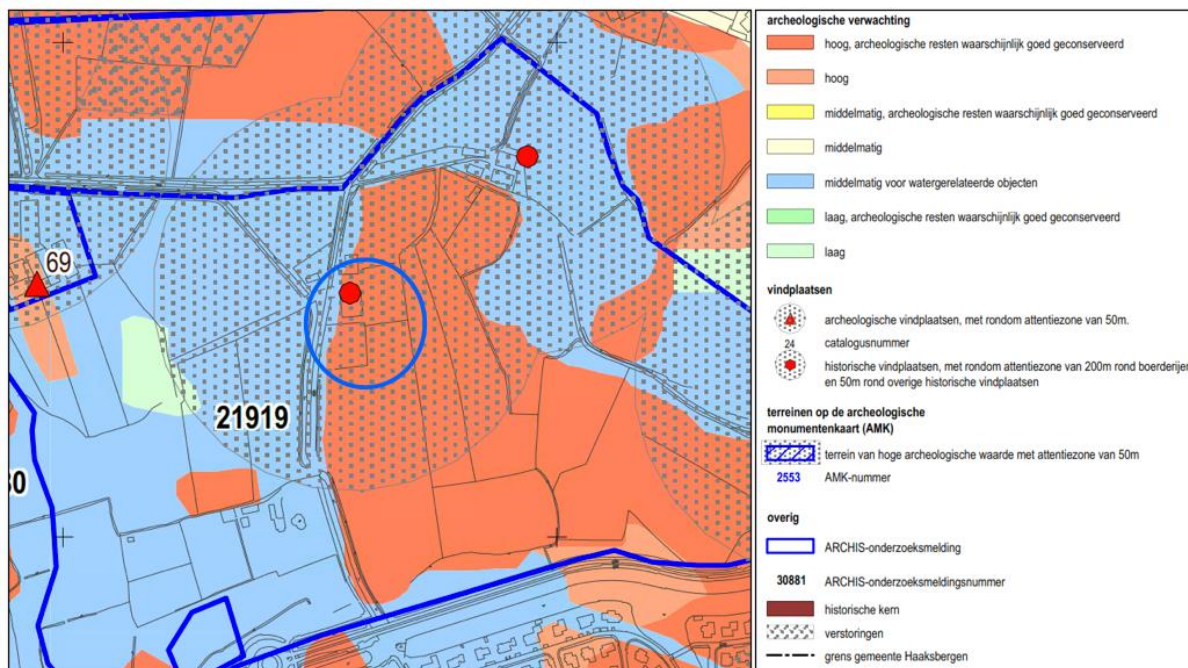 69
21919
30
archeologische verwachting
hoog, archeologische resten waarschijnlijk goed geconserveerd
hoog
middelmatig, archeologische resten waarschijnlijk goed geconserveerd
middelmatig
middelmatig voor watergerelateerde objecten
laag, archeologische resten waarschijnlijk goed geconserveerd
laag
vindplaatsen
archeologische vindplaatsen, met rondom attentiezone van 50m.
24 catalogusnummer
historische vindplaatsen, met rondom attentiezone van 200m rond boerderijen
en 50m rond overige historische vindplaatsen
terreinen op de archeologische
monumentenkaart (AMK)
terrein van hoge archeologische waarde met attentiezone van 50m
2553 AMK-nummer
overig
ARCHIS-onderzoeksmelding
30881 ARCHIS-onderzoeksmeldingsnummer
historische kern
verstoringen
grens gemeente Haaksbergen